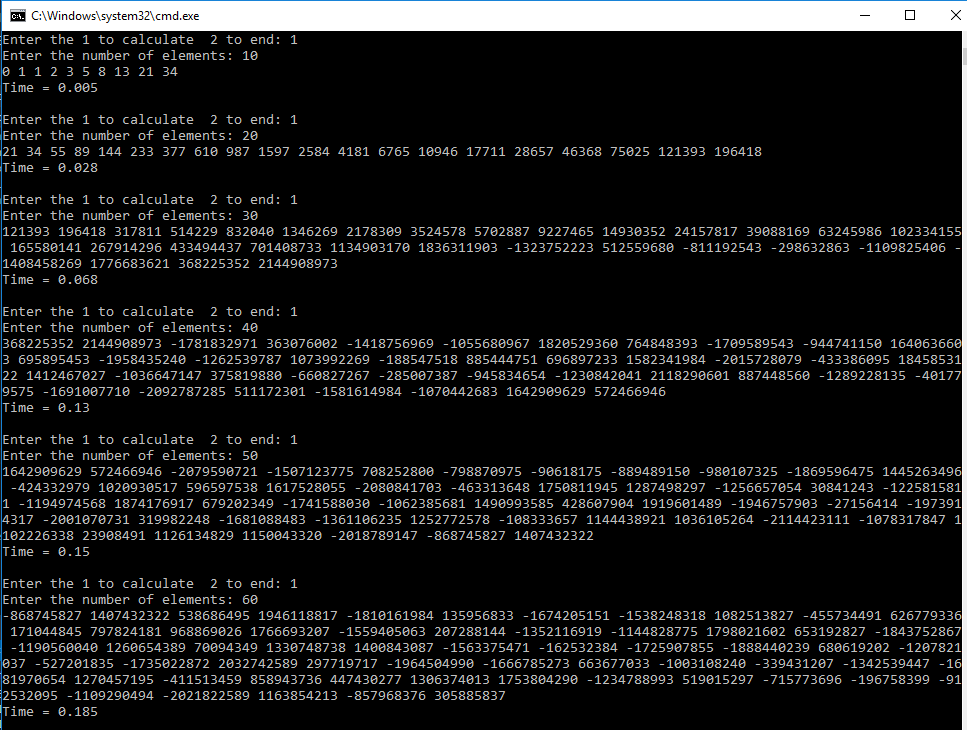 C:\Windows\system32\cmd.exe
Enter the 1 to calculate  2 to end: 1
Enter the number of elements: 10
0 1 1 2 3 5 8 13 21 34
Time = 0.005
Enter the 1 to calculate  2 to end: 1
Enter the number of elements: 20
21 34 55 89 144 233 377 610 987 1597 2584 4181 6765 10946 17711 28657 46368 75025 121393 196418
Time = 0.028
Enter the 1 to calculate  2 to end: 1
Enter the number of elements: 30
121393 196418 317811 514229 832040 1346269 2178309 3524578 5702887 9227465 14930352 24157817 39088169 63245986 102334155
 165580141 267914296 433494437 701408733 1134903170 1836311903 -1323752223 512559680 -811192543 -298632863 -1109825406 -
1408458269 1776683621 368225352 2144908973
Time = 0.068
Enter the 1 to calculate  2 to end: 1
Enter the number of elements: 40
368225352 2144908973 -1781832971 363076002 -1418756969 -1055680967 1820529360 764848393 -1709589543 -944741150 164063660
3 695895453 -1958435240 -1262539787 1073992269 -188547518 885444751 696897233 1582341984 -2015728079 -433386095 18458531
22 1412467027 -1036647147 375819880 -660827267 -285007387 -945834654 -1230842041 2118290601 887448560 -1289228135 -40177
9575 -1691007710 -2092787285 511172301 -1581614984 -1070442683 1642909629 572466946
Time = 0.13
Enter the 1 to calculate  2 to end: 1
Enter the number of elements: 50
1642909629 572466946 -2079590721 -1507123775 708252800 -798870975 -90618175 -889489150 -980107325 -1869596475 1445263496
 -424332979 1020930517 596597538 1617528055 -2080841703 -463313648 1750811945 1287498297 -1256657054 30841243 -122581581
1 -1194974568 1874176917 679202349 -1741588030 -1062385681 1490993585 428607904 1919601489 -1946757903 -27156414 -197391
4317 -2001070731 319982248 -1681088483 -1361106235 1252772578 -108333657 1144438921 1036105264 -2114423111 -1078317847 1
102226338 23908491 1126134829 1150043320 -2018789147 -868745827 1407432322
Time = 0.15
Enter the 1 to calculate  2 to end: 1
Enter the number of elements: 60
-868745827 1407432322 538686495 1946118817 -1810161984 135956833 -1674205151 -1538248318 1082513827 -455734491 626779336
 171044845 797824181 968869026 1766693207 -1559405063 207288144 -1352116919 -1144828775 1798021602 653192827 -1843752867
 -1190560040 1260654389 70094349 1330748738 1400843087 -1563375471 -162532384 -1725907855 -1888440239 680619202 -1207821
037 -527201835 -1735022872 2032742589 297719717 -1964504990 -1666785273 663677033 -1003108240 -339431207 -1342539447 -16
81970654 1270457195 -411513459 858943736 447430277 1306374013 1753804290 -1234788993 519015297 -715773696 -196758399 -91
2532095 -1109290494 -2021822589 1163854213 -857968376 305885837
Time = 0.185